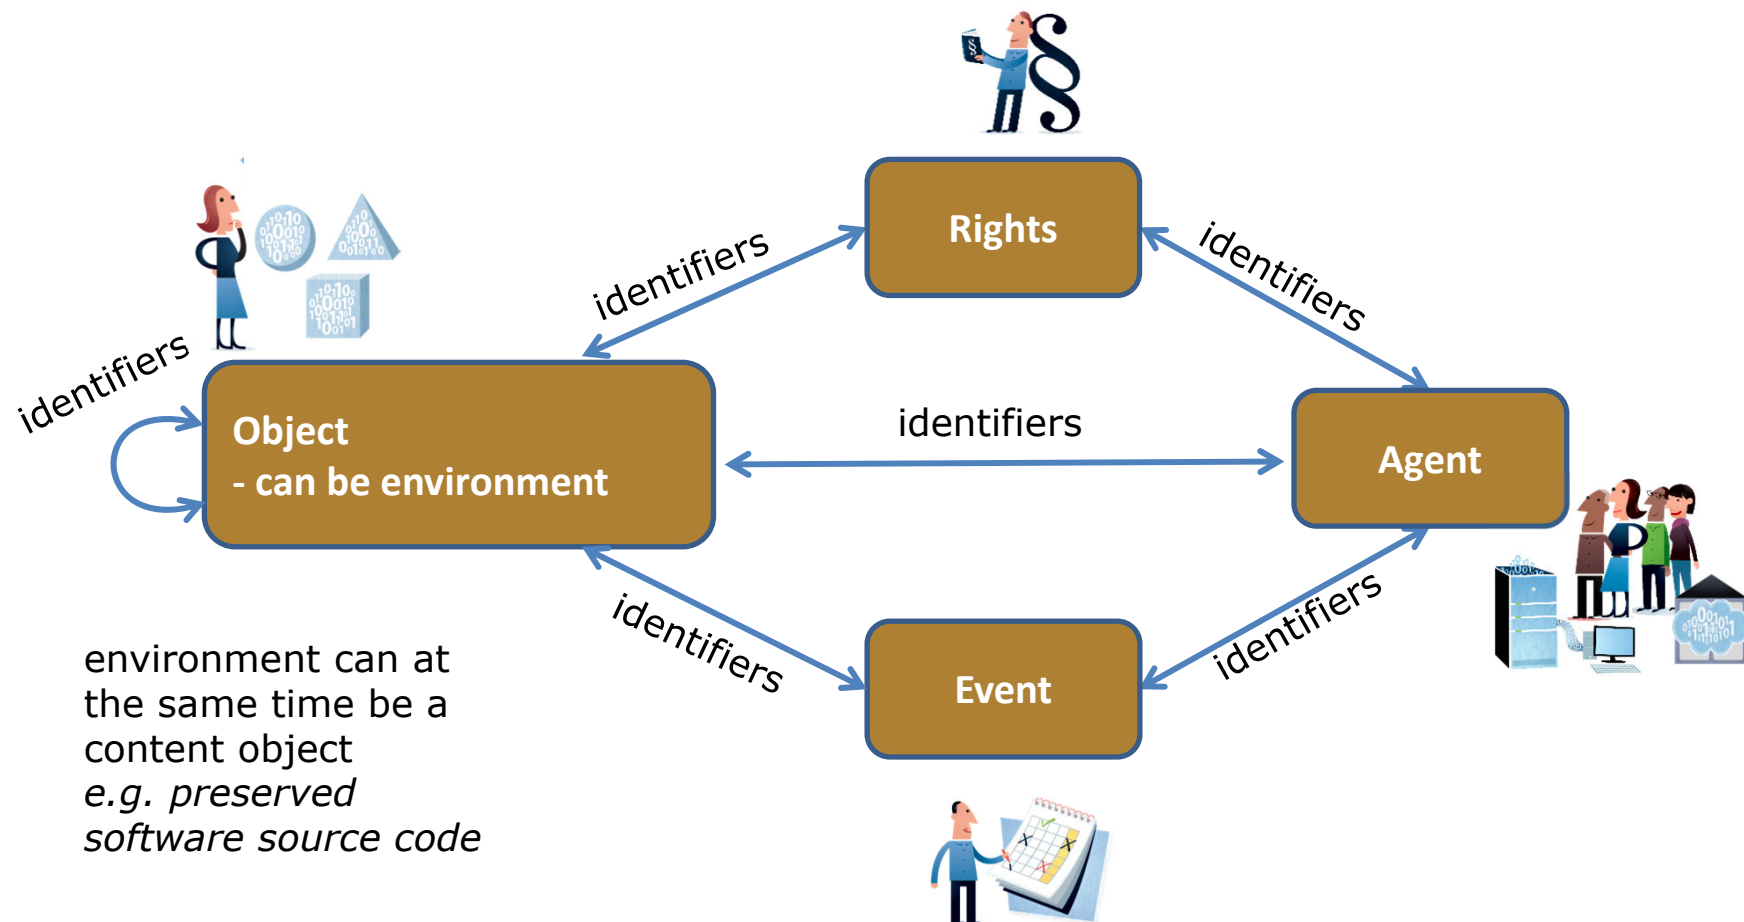 Rights
identifiers
identifiers
identifiers
Object
- can be environment
identifiers
Agent
identifiers
identifiers
Event
environment can at
the same time be a
content object
e.g. preserved
software source code